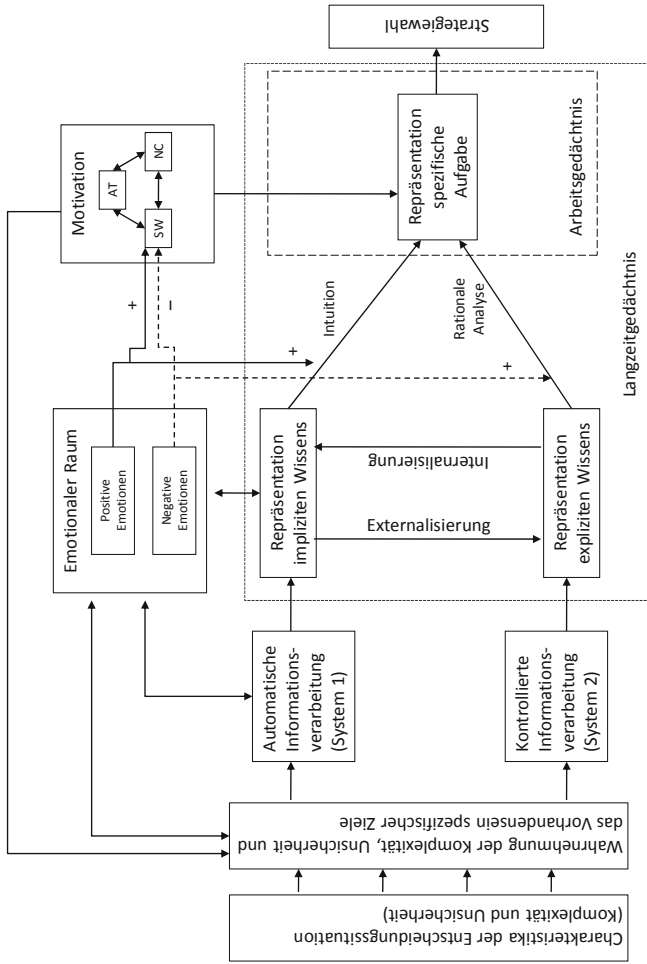 Charakteristika der Entscheidungssituation
(Komplexität und Unsicherheit)
Wahrnehmung der Komplexität, Unsicherheit und
das Vorhandensein spezifischer Ziele
Automatische
Informations-
verarbeitung
(System 1)
Kontrollierte
Informations-
verarbeitung
(System 2)
Emotionaler Raum
Positive
Emotionen
Negative
Emotionen
Repräsentation
impliziten Wissens
Externalisierung
Internalisierung
Repräsentation
expliziten Wissens
Motivation
AT
SW
NC
+
–
+
+
Intuition
Rationale
Analyse
Repräsentation
spezifische
Aufgabe
Arbeitsgedächtnis
Langzeitgedächtnis
Strategiewahl